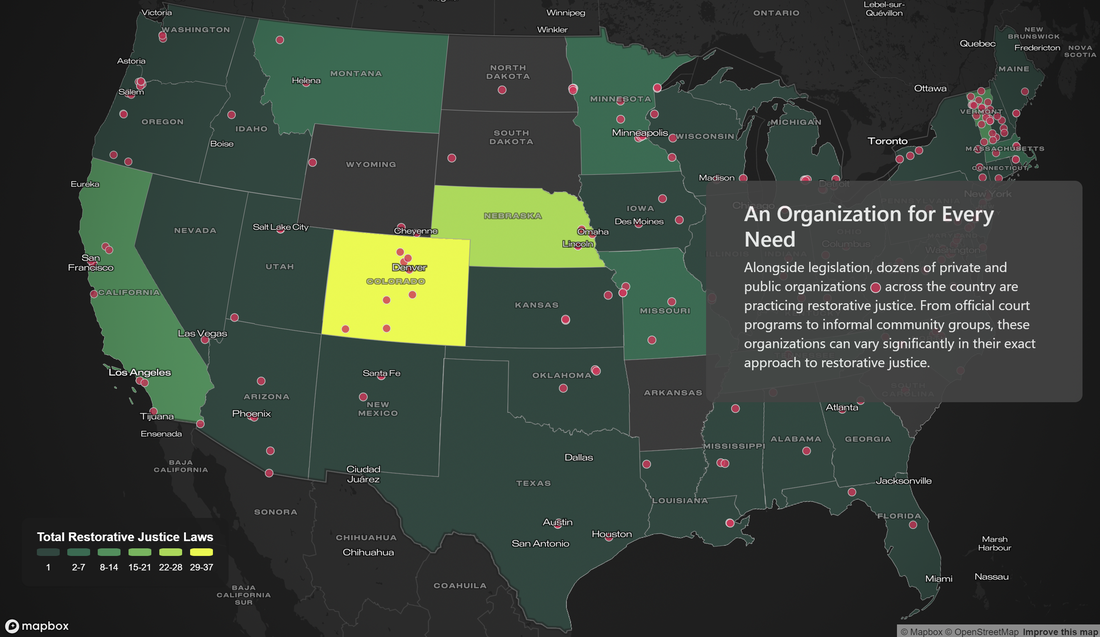 Victoria
WASHINGTON
Astoria
Salem
OREGON
IDAHO
Boise
MONTANA
Helena
WYOMING
NORTH
DAKOTA
SOUTH
DAKOTA
Winnipeg
Winkler
MINNESOTA
Minneapolis
WISCONSIN
Madison
MICHIGAN
ONTARIO
Lebel-sur-
Quévillon
Ottawa
Toronto
Quebec
NEW
BRUNSWICK
Fredericton
NOVA
SCOTIA
MAINE
VERMONT
MASSACHUSETTS
CONNECTICUT
New York
Eureka
NEVADA
Salt Lake City
UTAH
Cheyenne
Denver
COLORADO
NEBRASKA
Omaha
Lincoln
IOWA
Des Moines
Chicago
San
Francisco
CALIFORNIA
Las Vegas
Los Angeles
Tijuana
Ensenada
BAJA
CALIFORNIA
ARIZONA
Phoenix
Santa Fe
NEW
MEXICO
KANSAS
MISSOURI
OKLAHOMA
ARKANSAS
Ciudad
Juárez
Dallas
TEXAS
Austin
Houston
San Antonio
MISSISSIPPI
LOUISIANA
ALABAMA
GEORGIA
Atlanta
Jacksonville
FLORIDA
Miami
Marsh
Harbour
Nassau
SONORA
CHIHUAHUA
Chihuahua
COAHUILA
BAJA
CALIFORNIA
SUR
An Organization for Every
Need
Alongside legislation, dozens of private and
public organizations across the country are
practicing restorative justice. From official court
programs to informal community groups, these
organizations can vary significantly in their exact
approach to restorative justice.
Total Restorative Justice Laws
1 2-7 8-14 15-21 22-28 29-37
mapbox
© Mapbox © OpenStreetMap Improve this map